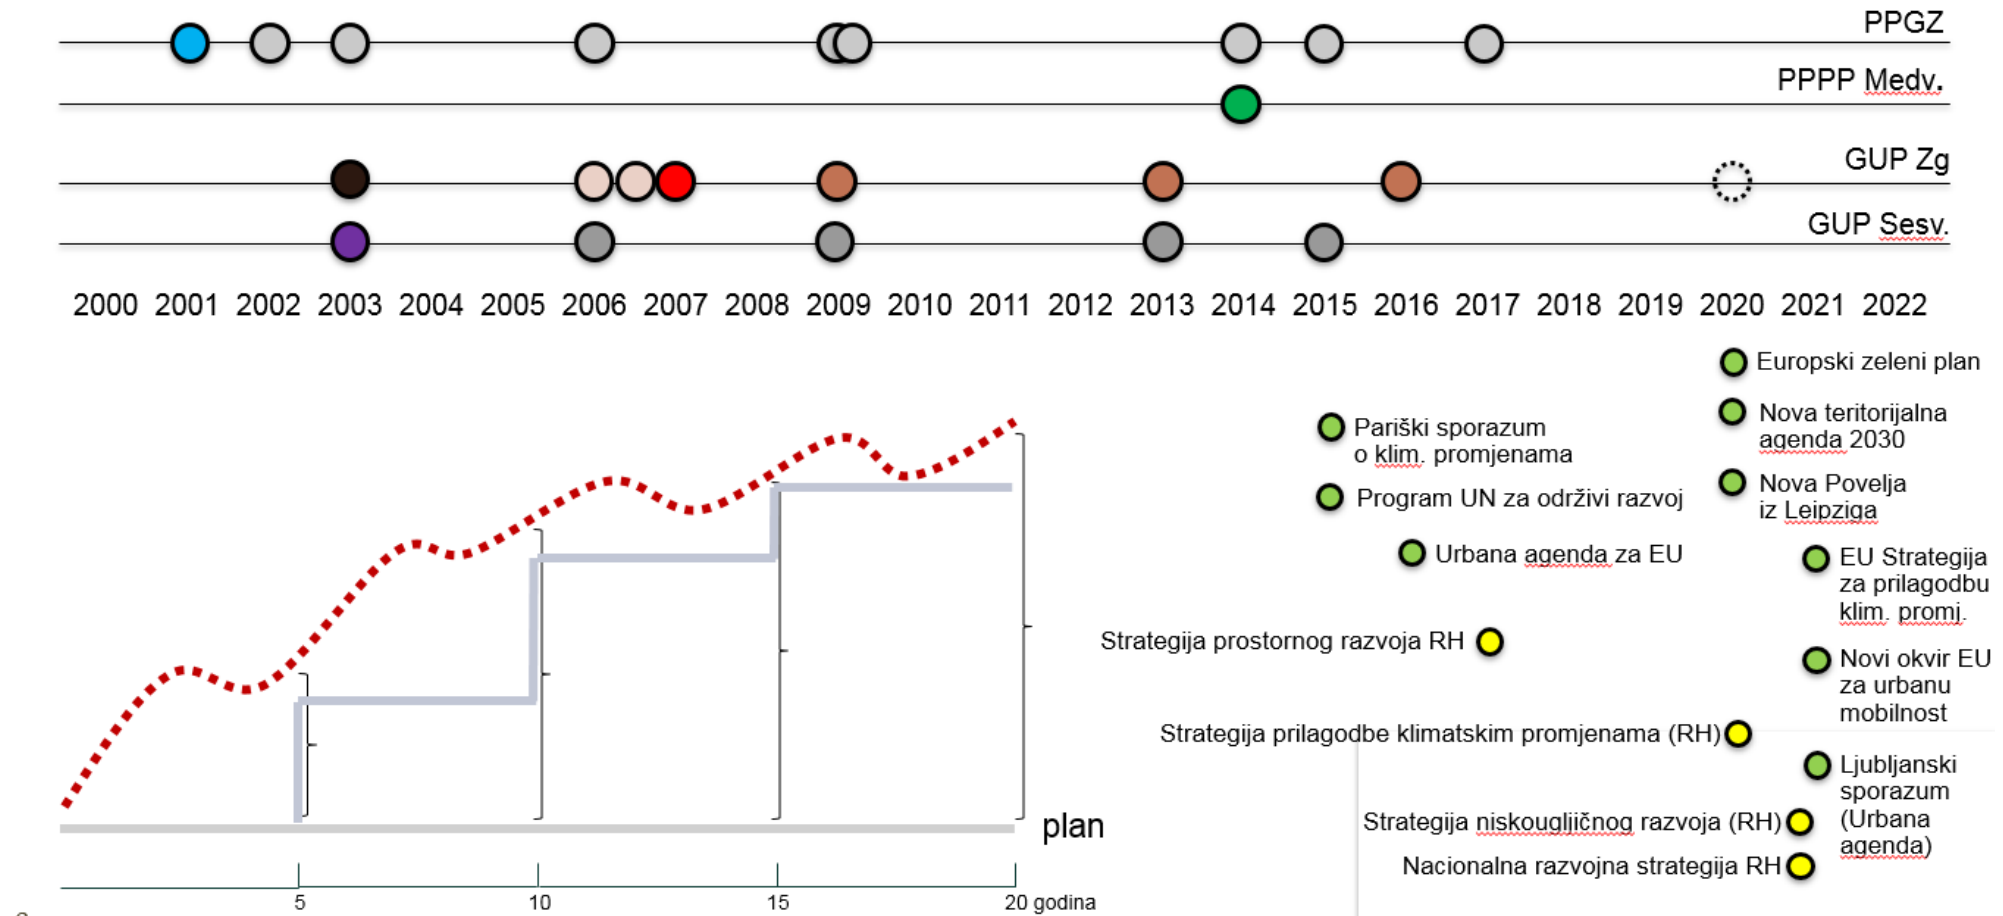 PPGZ
PPPP Medv.
GUP Zg
GUP Sesv.
2000 2001 2002 2003 2004 2005 2006 2007 2008 2009 2010 2011 2012 2013 2014 2015 2016 2017 2018 2019 2020 2021 2022
Europski zeleni plan
Nova teritorijalna
agenda 2030
Pariški sporazum
o klim. promjenama
Nova Povelja
iz Leipziga
Program UN za održivi razvoj
Urbana agenda za EU
EU Strategija
za prilagodbu
klim. promj.
Strategija prostornog razvoja RH
Novi okvir EU
za urbanu
mobilnost
Strategija prilagodbe klimatskim promjenama (RH)
Ljubljanski
sporazum
(Urbana
agenda)
Strategija niskougljičnog razvoja (RH)
Nacionalna razvojna strategija RH
plan
5 10 15 20 godina